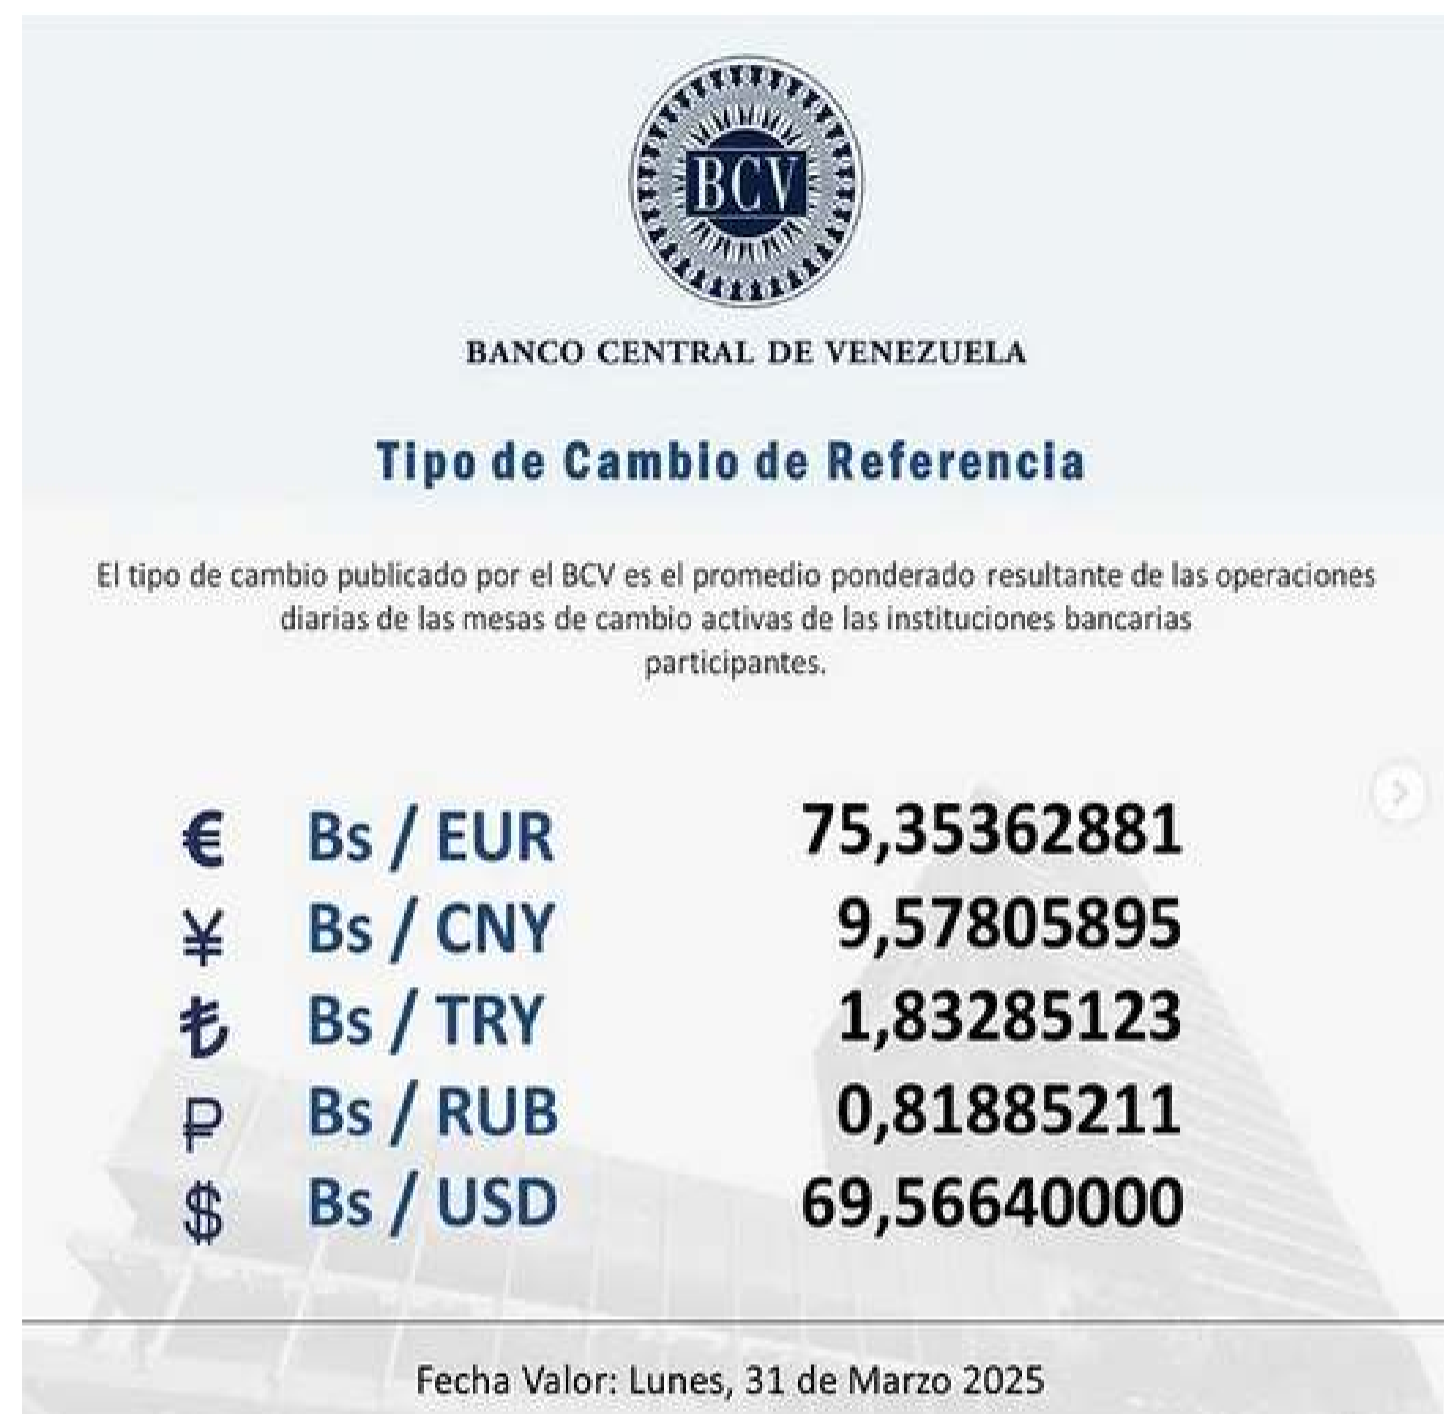 BCV
BANCO CENTRAL DE VENEZUELA
Tipo de Cambio de Referencia
El tipo de cambio publicado por el BCV es el promedio ponderado resultante de las operaciones
diarias de las mesas de cambio activas de las instituciones bancarias
participantes.
€ Bs / EUR 75,35362881
¥ Bs / CNY 9,57805895
₺ Bs / TRY 1,83285123
₽ Bs / RUB 0,81885211
$ Bs / USD 69,56640000
Fecha Valor: Lunes, 31 de Marzo 2025